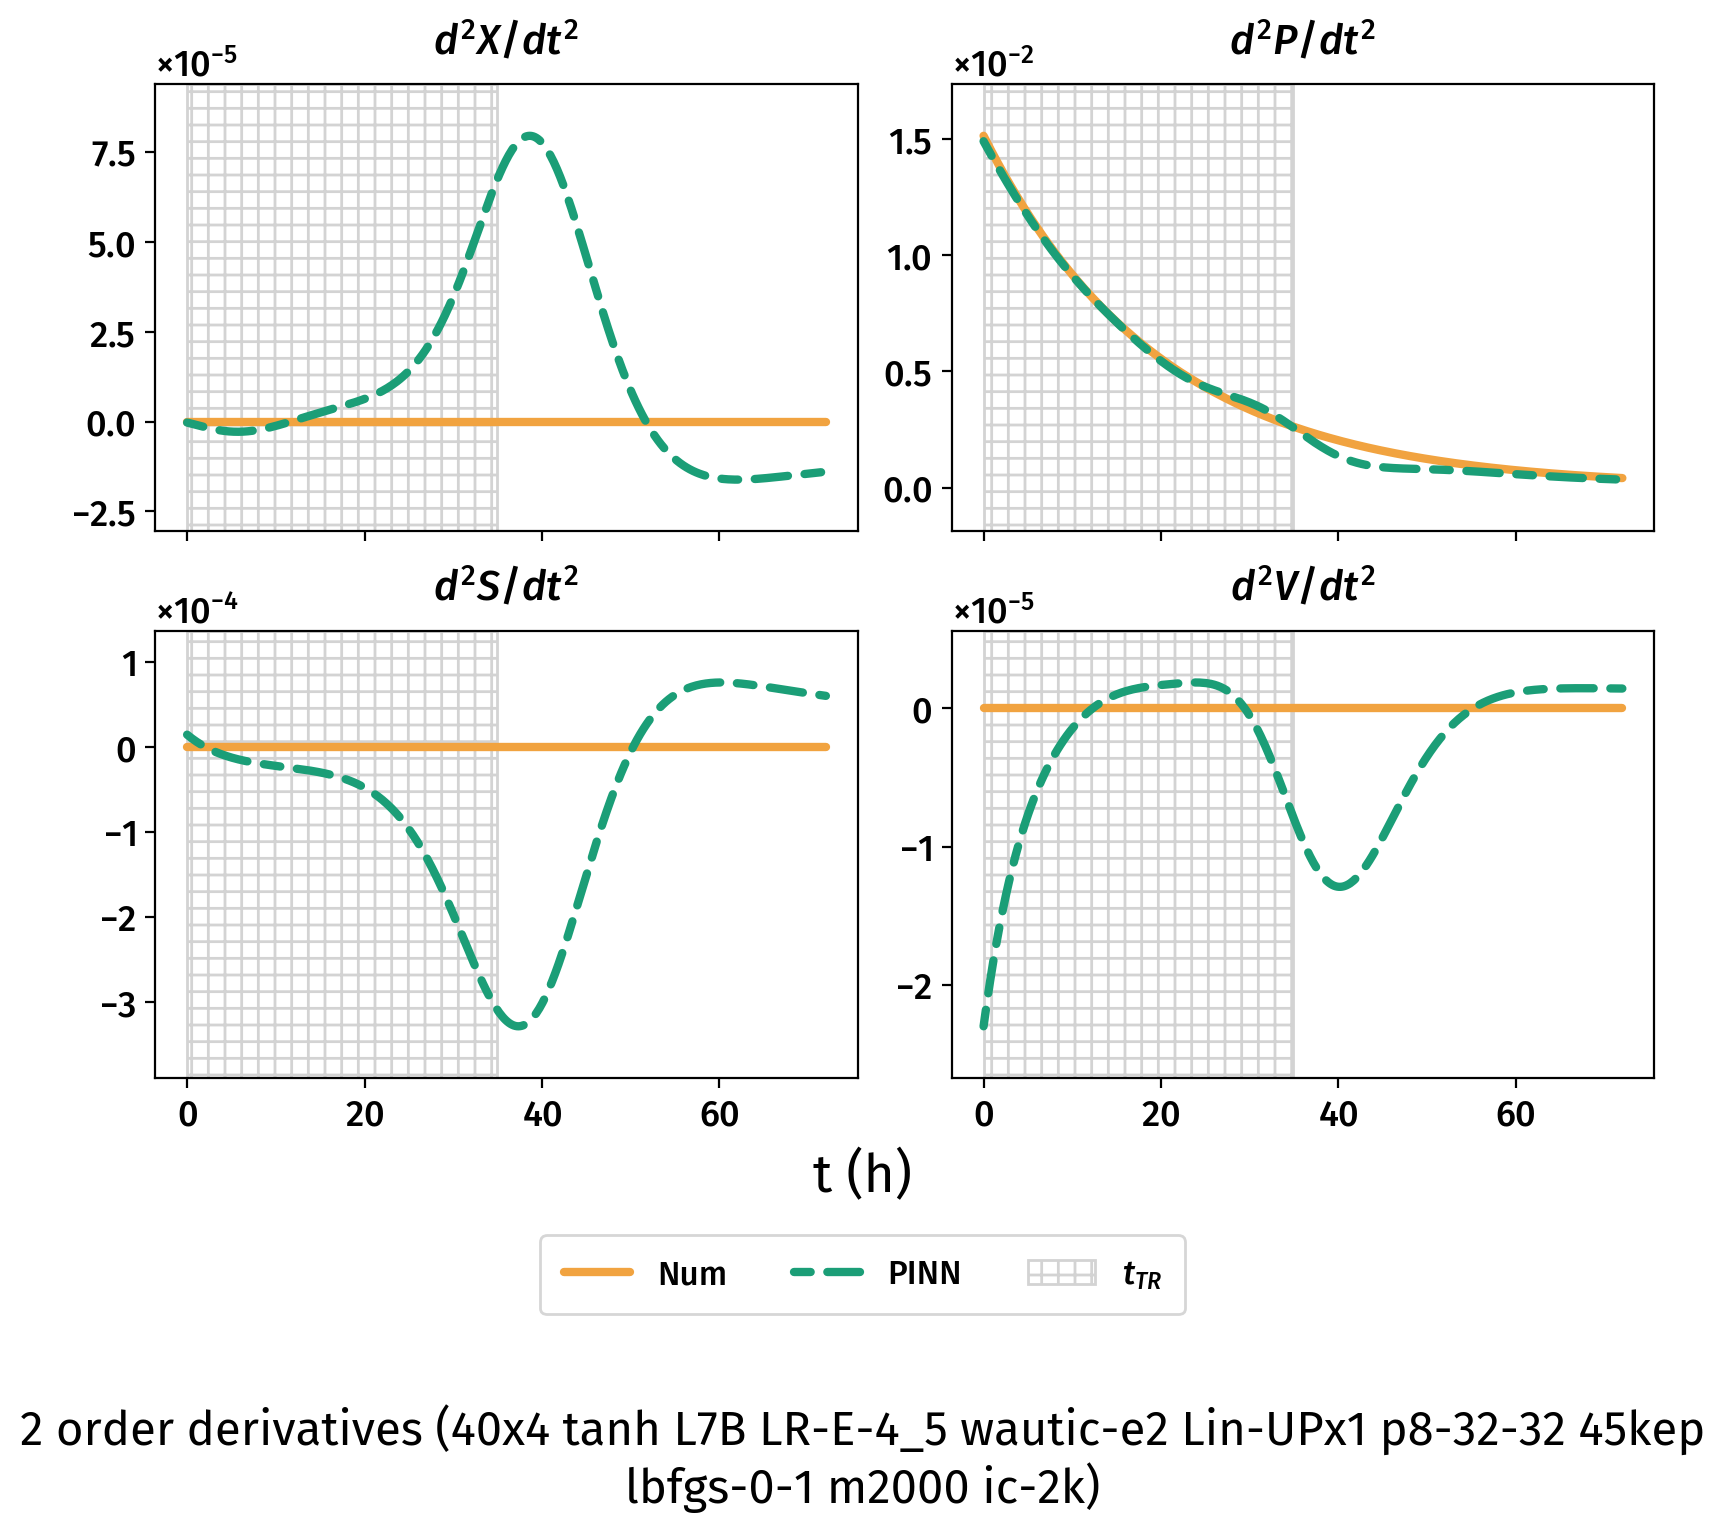 d²X/dt²
×10⁻⁵
7.5
5.0
2.5
0.0
−2.5
d²P/dt²
×10⁻²
1.5
1.0
0.5
0.0
d²S/dt²
×10⁻⁴
1
0
−1
−2
−3
0 20 40 60
d²V/dt²
×10⁻⁵
0
−1
−2
0 20 40 60
t (h)
Num PINN t_TR
2 order derivatives (40x4 tanh L7B LR-E-4_5 wautic-e2 Lin-UPx1 p8-32-32 45kep
lbfgs-0-1 m2000 ic-2k)